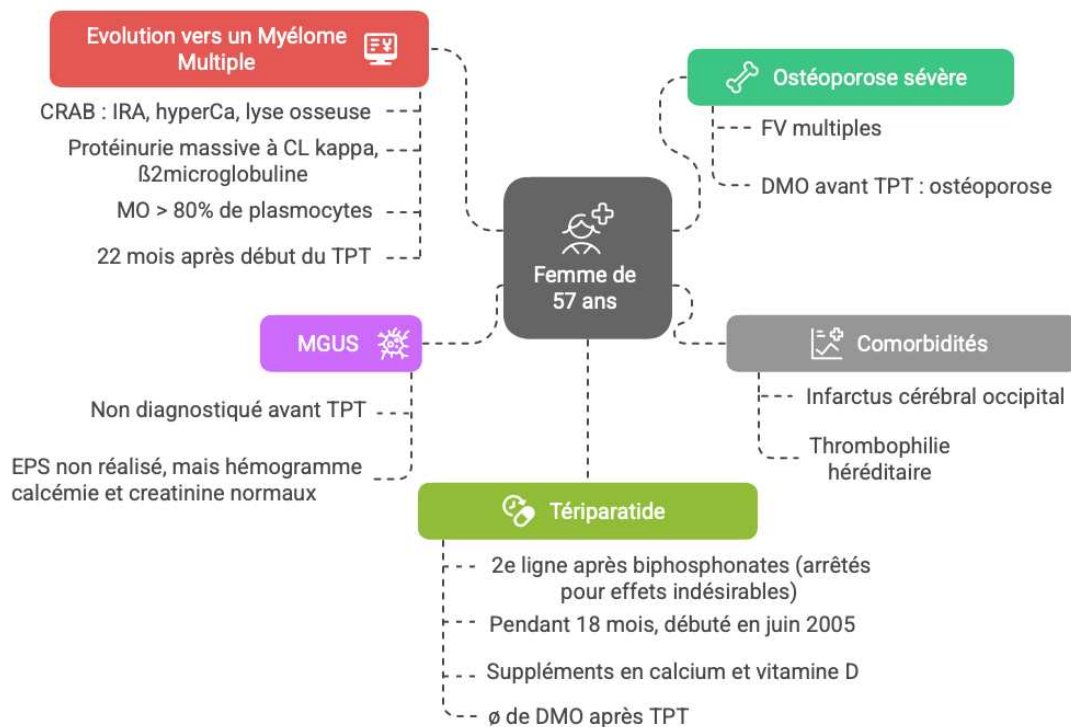 Evolution vers un Myélome
Multiple
CRAB : IRA, hyperCa, lyse osseuse
Protéinurie massive à CL kappa,
ß2microglobuline
MO > 80% de plasmocytes
22 mois après début du TPT
Ostéoporose sévère
FV multiples
DMO avant TPT : ostéoporose
Femme de
57 ans
MGUS
Non diagnostiqué avant TPT
EPS non réalisé, mais hémogramme
calcémie et creatinine normaux
Comorbidités
Infarctus cérébral occipital
Thrombophilie
héréditaire
Tériparatide
2e ligne après biphosphonates (arrêtés
pour effets indésirables)
Pendant 18 mois, débuté en juin 2005
Suppléments en calcium et vitamine D
ø de DMO après TPT